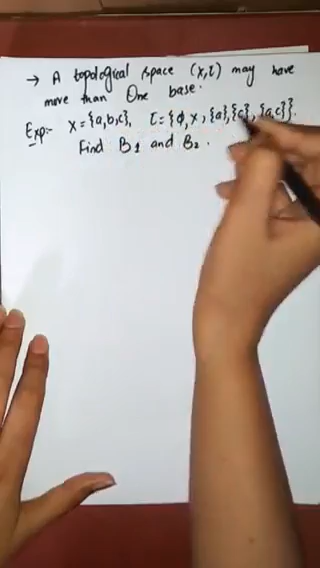 → A topological space (X,τ) may have
more than One base.
Exp:- X = {a,b,c}, τ = {ϕ, X, {a},{c}, {a,c}}.
Find B1 and B2.